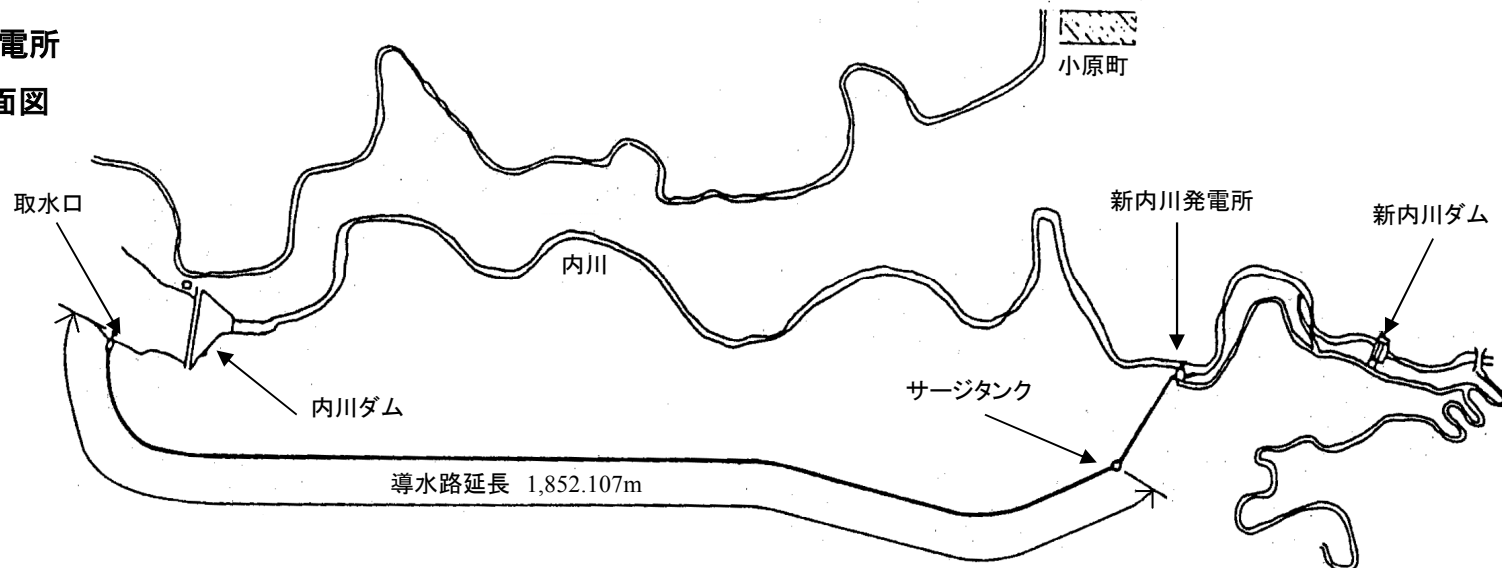 電所
面図
小原町
取水口
新内川発電所
新内川ダム
内川
サージタンク
内川ダム
導水路延長 1,852.107m